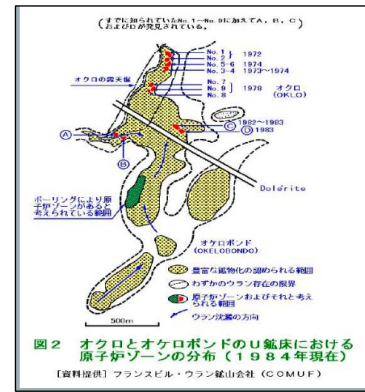 (すでに知られていたNo.1〜No.9に加えてA，B，C
およびDが発見されている。
No.1
No.2
1972
No.5-6 1974
No.3-4 1973〜1974
オクロの露天掘
No.7
No.9
No.8
1978
オクロ
(OKLO)
1982〜1983
Ⓒ
Ⓓ 1983
Ⓐ
Ⓑ
Dolérite
ボーリングにより原
子炉ゾーンがあると
考えられている範囲
オケロボンド
(OKELOBONDO)
豊富な鉱物化の認められる範囲
わずかのウラン存在の限界
原子炉ゾーンおよびそれと考え
られる範囲
ウラン沈澱の方向
500m
図2 オクロとオケロボンドのU鉱床における
原子炉ゾーンの分布（1984年現在）
[資料提供] フランスビル・ウラン鉱山会社（COMUF）